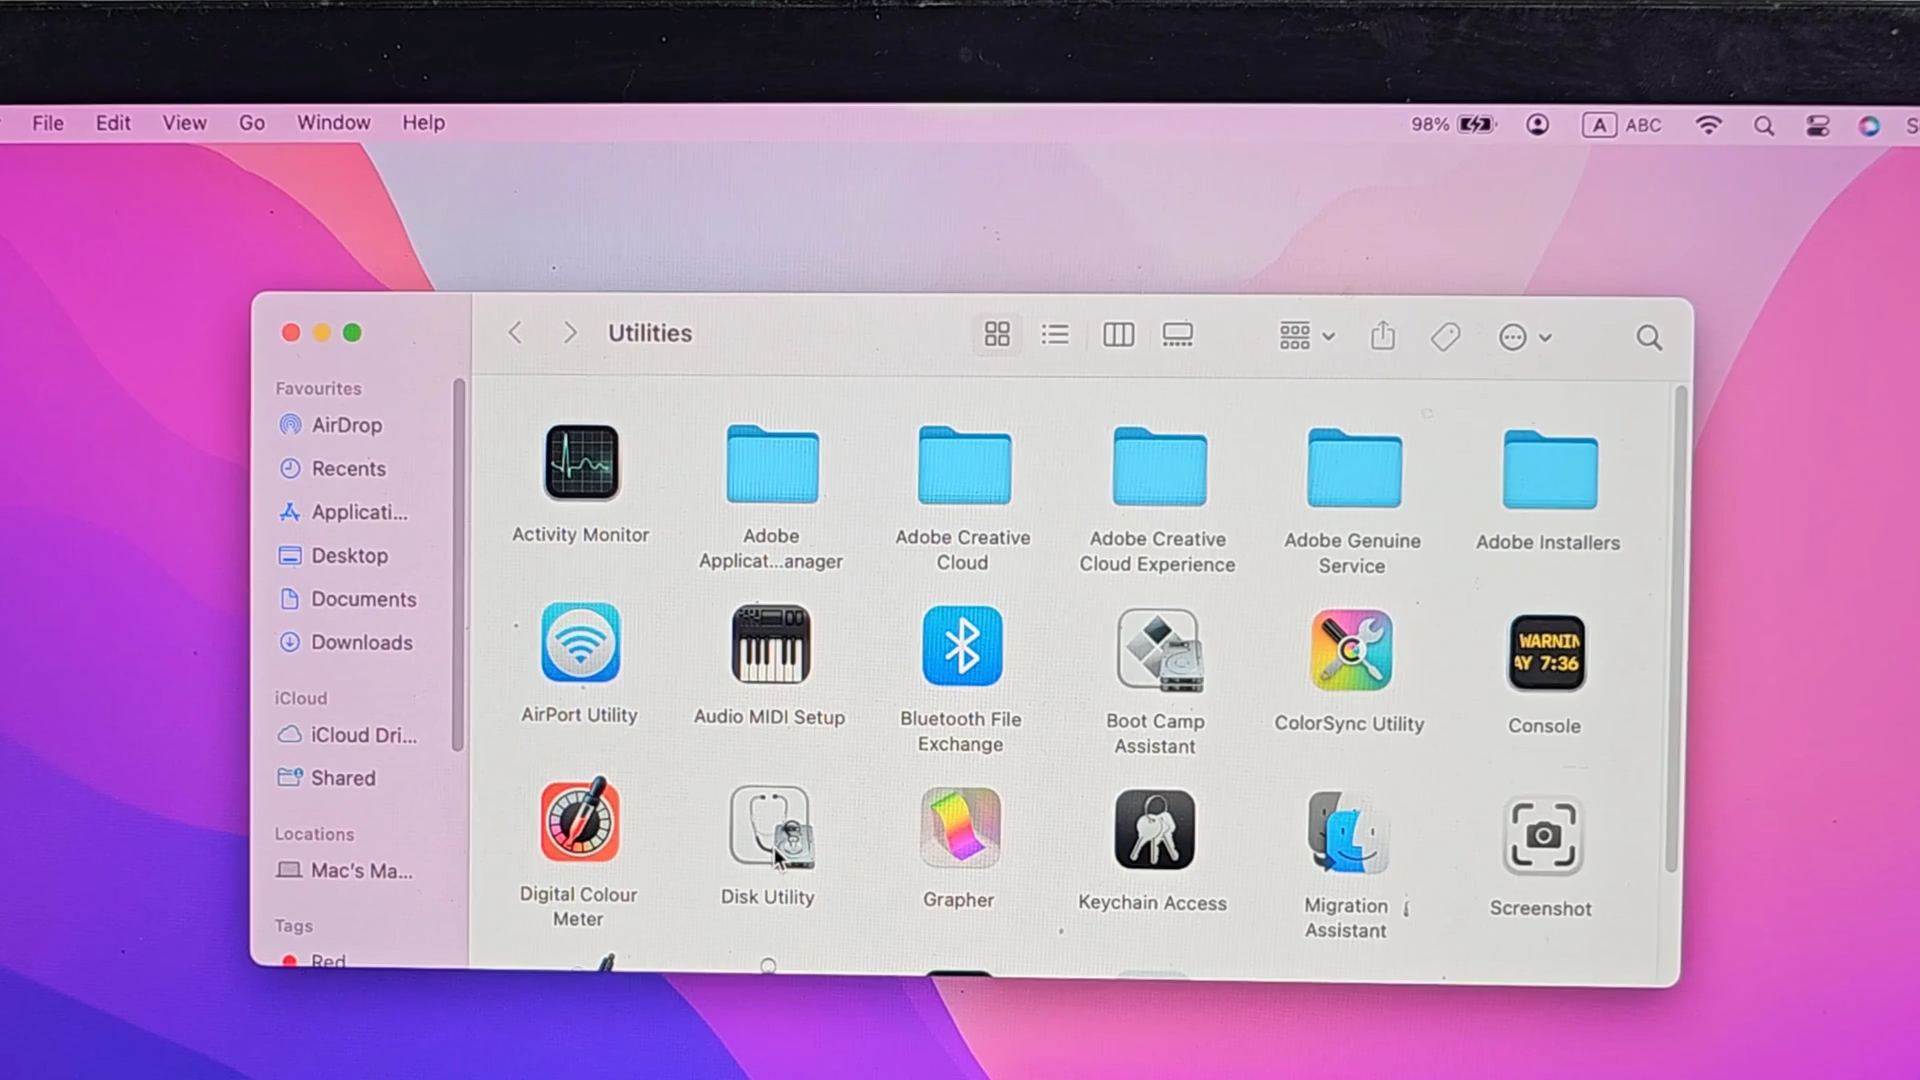 File Edit View Go Window Help 98% A ABC
Utilities
Favourites
AirDrop
Recents
Applicati...
Desktop
Documents
Downloads
iCloud
iCloud Dri...
Shared
Locations
Mac's Ma...
Tags
Red
Activity Monitor
Adobe
Applicat...anager
Adobe Creative
Cloud
Adobe Creative
Cloud Experience
Adobe Genuine
Service
Adobe Installers
AirPort Utility
Audio MIDI Setup
Bluetooth File
Exchange
Boot Camp
Assistant
ColorSync Utility
WARNIN
AY 7:36
Console
Digital Colour
Meter
Disk Utility
Grapher
Keychain Access
Migration
Assistant
Screenshot